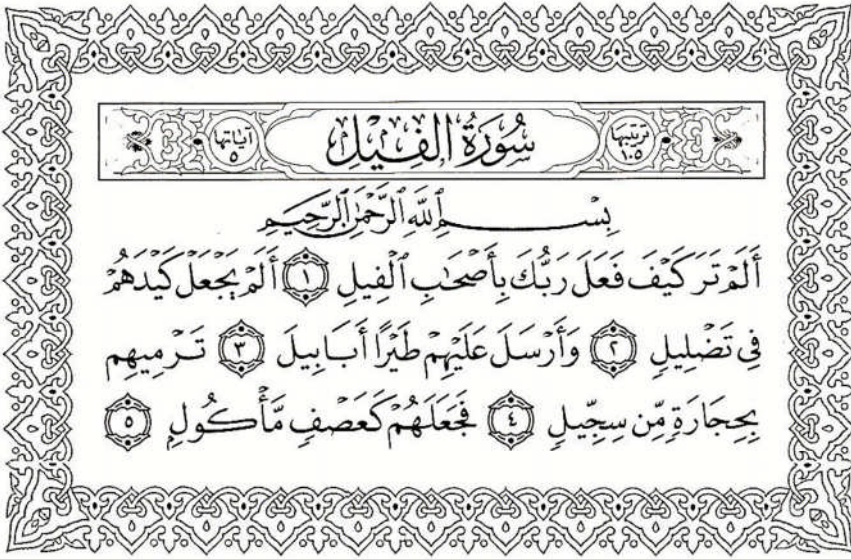 ترتيبها
١٠٥
سُورَةُ الْفِيلِ
آياتها
٥
بِسْمِ ٱللَّهِ ٱلرَّحْمَٰنِ ٱلرَّحِيمِ
أَلَمْ تَرَ كَيْفَ فَعَلَ رَبُّكَ بِأَصْحَٰبِ ٱلْفِيلِ ١ أَلَمْ يَجْعَلْ كَيْدَهُمْ
فِى تَضْلِيلٍ ٢ وَأَرْسَلَ عَلَيْهِمْ طَيْرًا أَبَابِيلَ ٣ تَرْمِيهِم
بِحِجَارَةٍ مِّن سِجِّيلٍ ٤ فَجَعَلَهُمْ كَعَصْفٍ مَّأْكُولٍ ٥